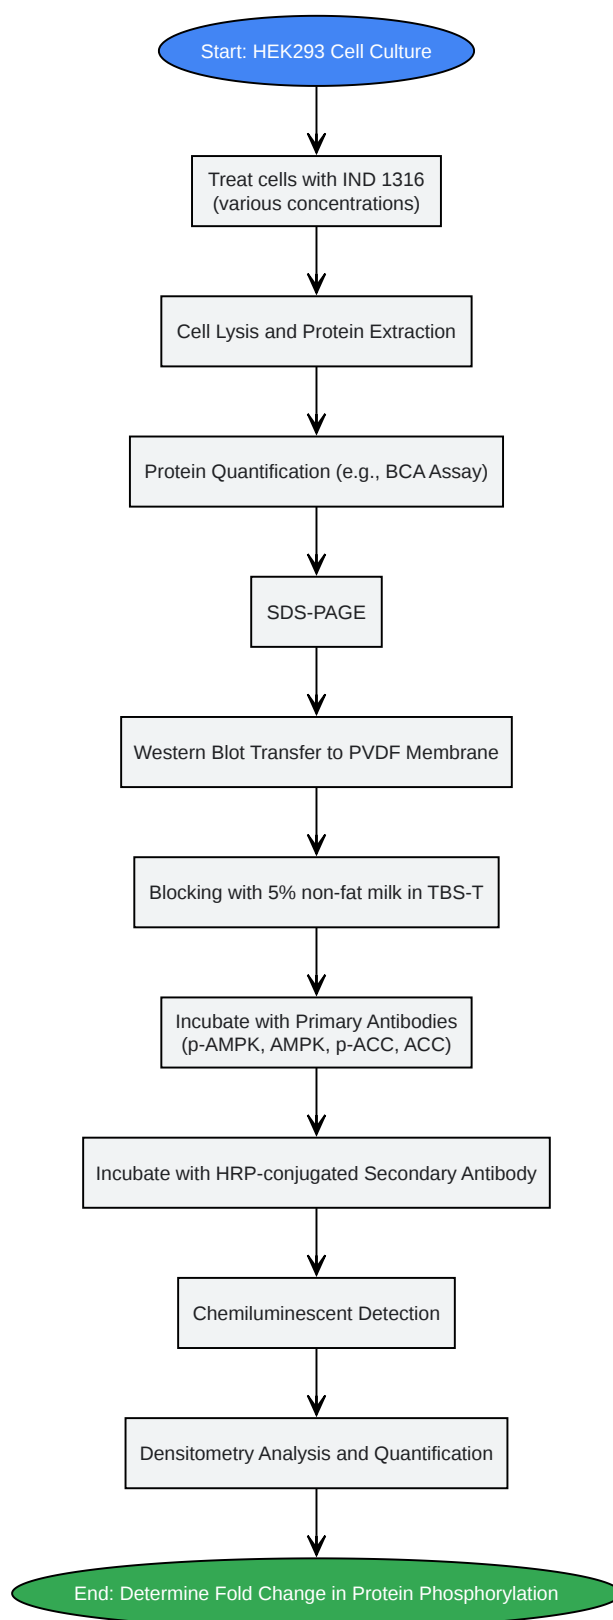 Start: HEK293 Cell Culture
Treat cells with IND 1316
(various concentrations)
Cell Lysis and Protein Extraction
Protein Quantification (e.g., BCA Assay)
SDS-PAGE
Western Blot Transfer to PVDF Membrane
Blocking with 5% non-fat milk in TBS-T
Incubate with Primary Antibodies
(p-AMPK, AMPK, p-ACC, ACC)
Incubate with HRP-conjugated Secondary Antibody
Chemiluminescent Detection
Densitometry Analysis and Quantification
End: Determine Fold Change in Protein Phosphorylation